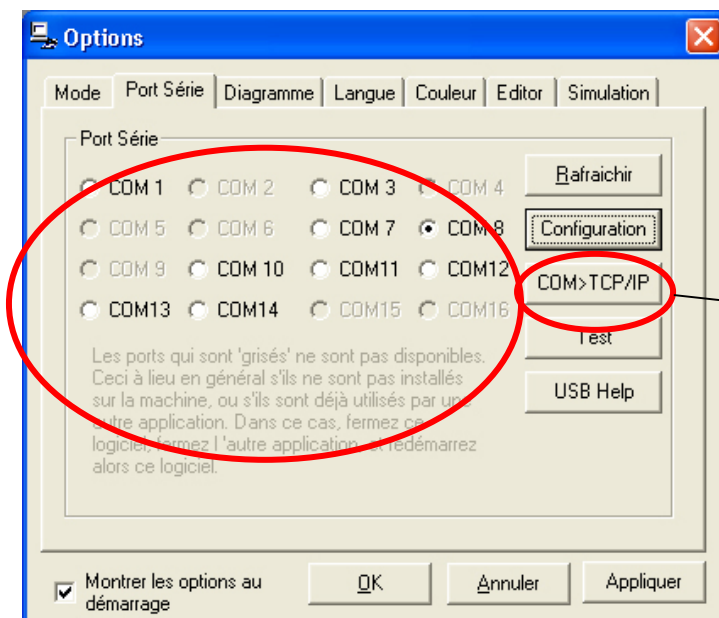 Options
Mode Port Série Diagramme Langue Couleur Editor Simulation
Port Série
COM 1 COM 2 COM 3 COM 4
COM 5 COM 6 COM 7 COM 8
COM 9 COM 10 COM11 COM12
COM13 COM14 COM15 COM16
Les ports qui sont 'grisés' ne sont pas disponibles.
Ceci à lieu en général s'ils ne sont pas installés
sur la machine, ou s'ils sont déjà utilisés par une
autre application. Dans ce cas, fermez ce
logiciel, fermez l 'autre application, et redémarrez
alors ce logiciel.
Rafraichir
Configuration
COM>TCP/IP
Test
USB Help
Montrer les options au
démarrage
OK Annuler Appliquer